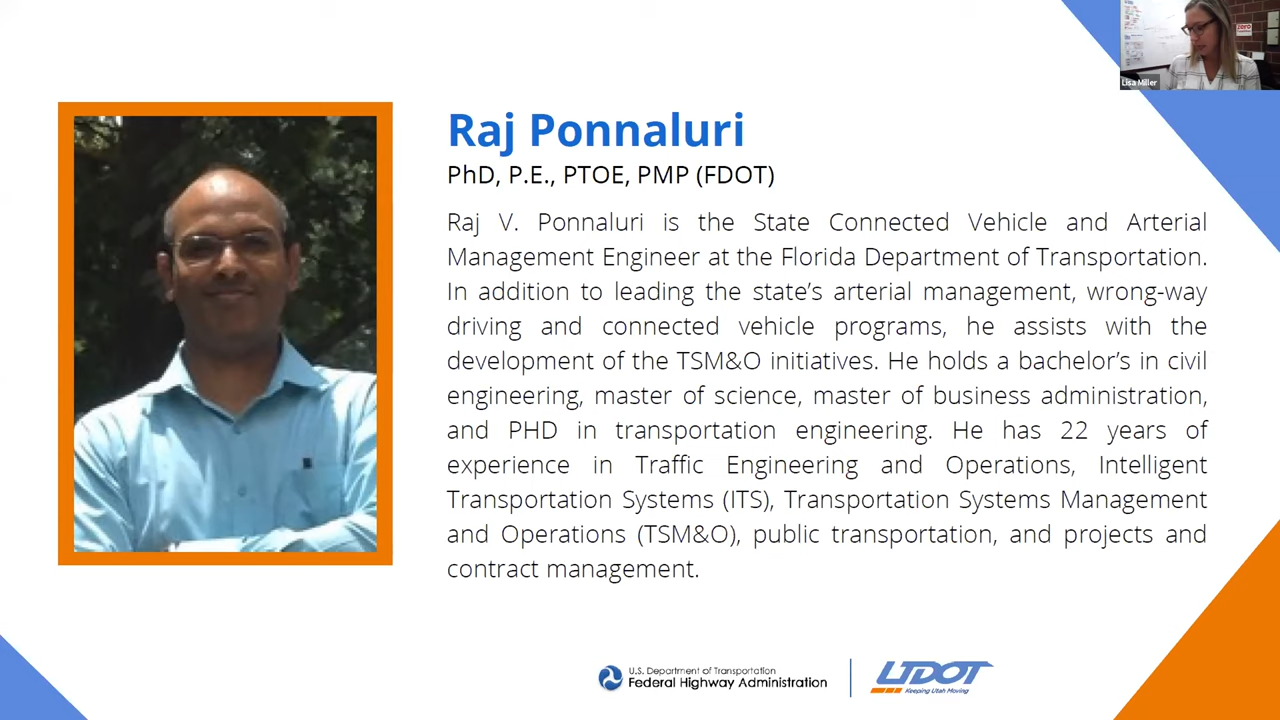 Lisa Miller
Raj Ponnaluri
PhD, P.E., PTOE, PMP (FDOT)
Raj V. Ponnaluri is the State Connected Vehicle and Arterial
Management Engineer at the Florida Department of Transportation.
In addition to leading the state’s arterial management, wrong-way
driving and connected vehicle programs, he assists with the
development of the TSM&O initiatives. He holds a bachelor’s in civil
engineering, master of science, master of business administration,
and PHD in transportation engineering. He has 22 years of
experience in Traffic Engineering and Operations, Intelligent
Transportation Systems (ITS), Transportation Systems Management
and Operations (TSM&O), public transportation, and projects and
contract management.
U.S. Department of Transportation
Federal Highway Administration
UDOT
Keeping Utah Moving